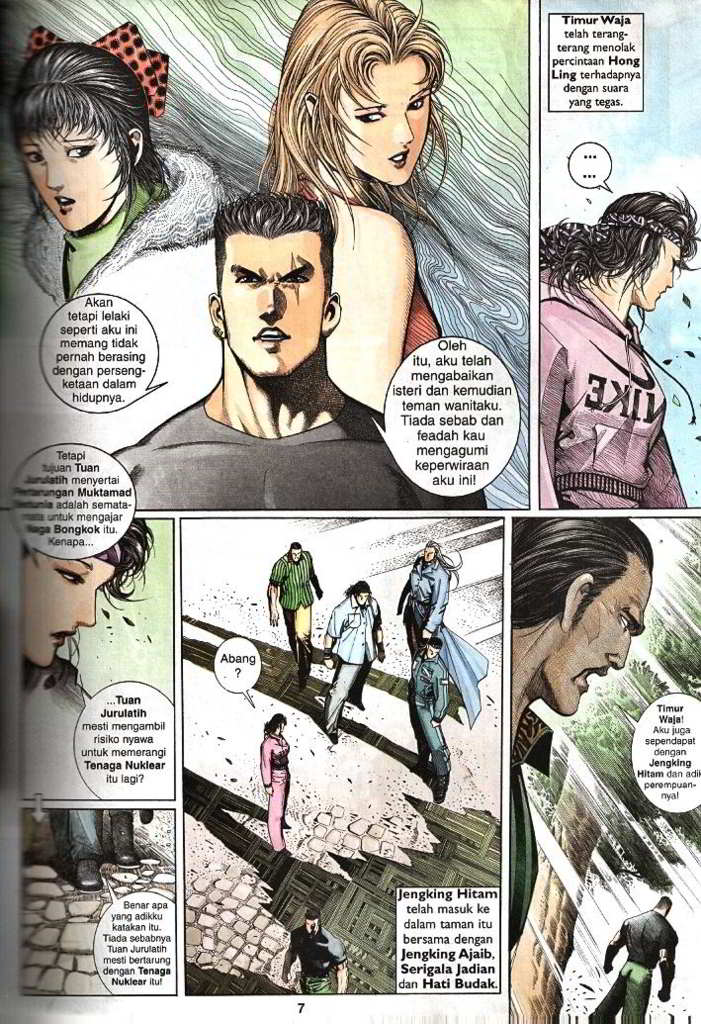 Akan
tetapi lelaki
seperti aku ini
memang tidak
pernah berasing
dengan perseng-
ketaan dalam
hidupnya.
Oleh
itu, aku telah
mengabaikan
isteri dan kemudian
teman wanitaku.
Tiada sebab dan
feadah kau
mengagumi
keperwiraan
aku ini!
Timur Waja
telah terang-
terang menolak
percintaan Hong
Ling terhadapnya
dengan suara
yang tegas.
...
...
NIKE
Tetapi
tujuan Tuan
Jurulatih menyertai
Pertarungan Muktamad
adalah semata-
mata untuk mengajar
Naga Bongkok itu.
Kenapa...
...Tuan
Jurulatih
mesti mengambil
risiko nyawa
untuk memerangi
Tenaga Nuklear
itu lagi?
Benar apa
yang adikku
katakan itu.
Tiada sebabnya
Tuan Jurulatih
mesti bertarung
dengan Tenaga
Nuklear itu!
Abang
?
Jengking Hitam
telah masuk ke
dalam taman itu
bersama dengan
Jengking Ajaib,
Serigala Jadian
dan Hati Budak.
Timur
Waja!
Aku juga
sependapat
dengan
Jengking
Hitam dan adik
perempuan-
nya!
7